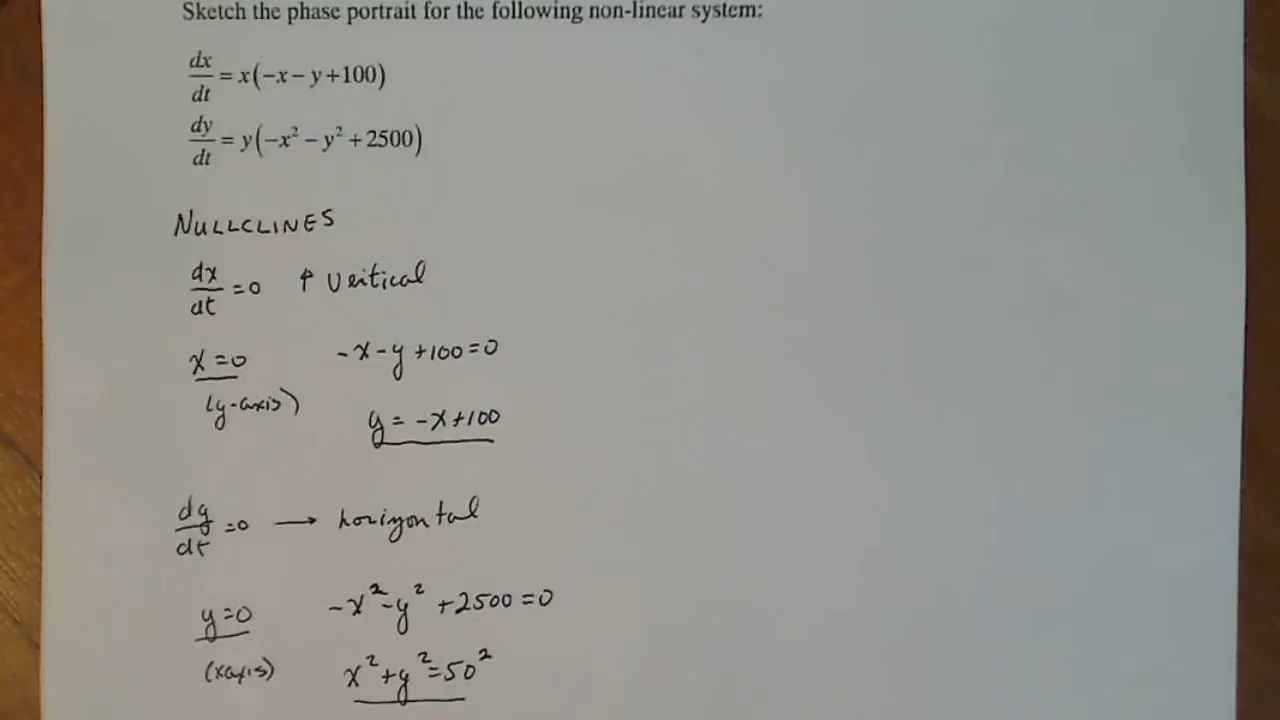 Sketch the phase portrait for the following non-linear system:
dx/dt = x(−x − y + 100)
dy/dt = y(−x² − y² + 2500)
NULLCLINES
dx/dt = 0 ↑ vertical
x = 0 -x - y + 100 = 0
(y-axis)
y = -x + 100
dy/dt = 0 → horizontal
y = 0 -x² - y² + 2500 = 0
(x axis) x² + y² = 50²